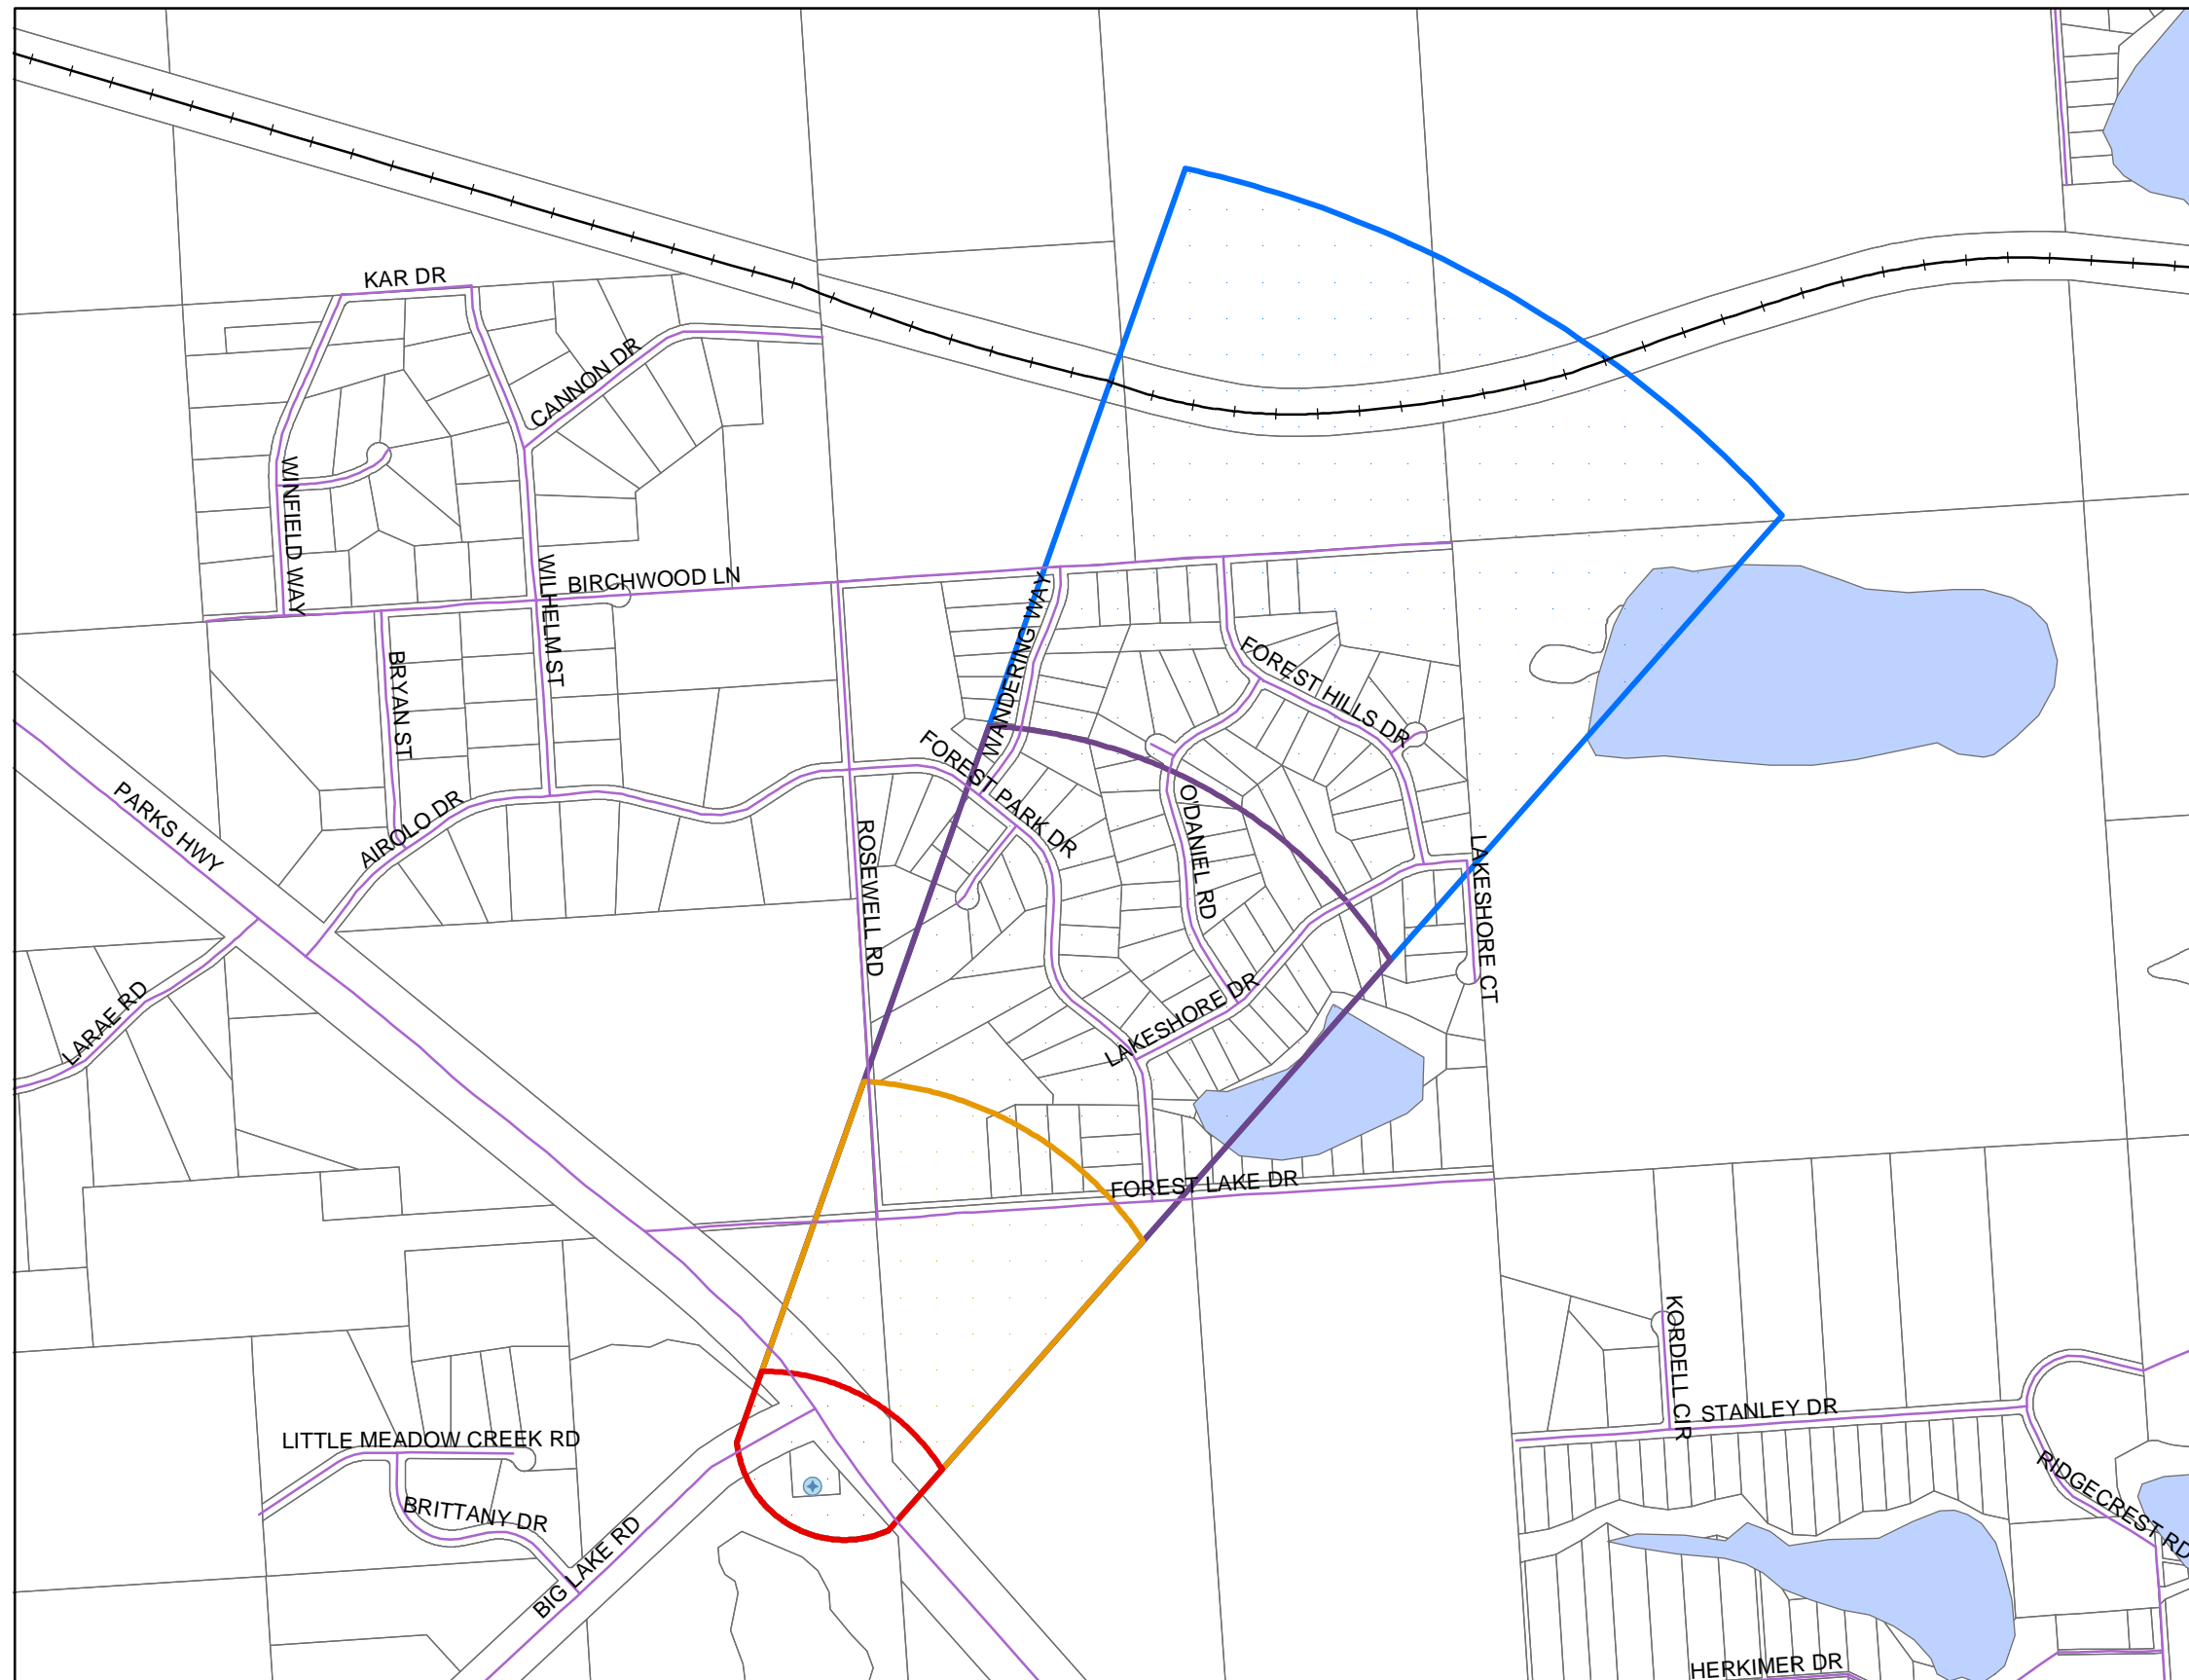 KAR DR
CANNON DR
WINFIELD WAY
WILHELM ST
BIRCHWOOD LN
WANDERING WAY
BRYAN ST
FOREST HILLS DR
PARKS HWY
AIROLO DR
FOREST PARK DR
O'DANIEL RD
ROSEWELL RD
LAKESHORE CT
LARAE RD
LAKESHORE DR
FOREST LAKE DR
KORDELL CIR
STANLEY DR
LITTLE MEADOW CREEK RD
BRITTANY DR
RIDGECREST RD
BIG LAKE RD
HERKIMER DR